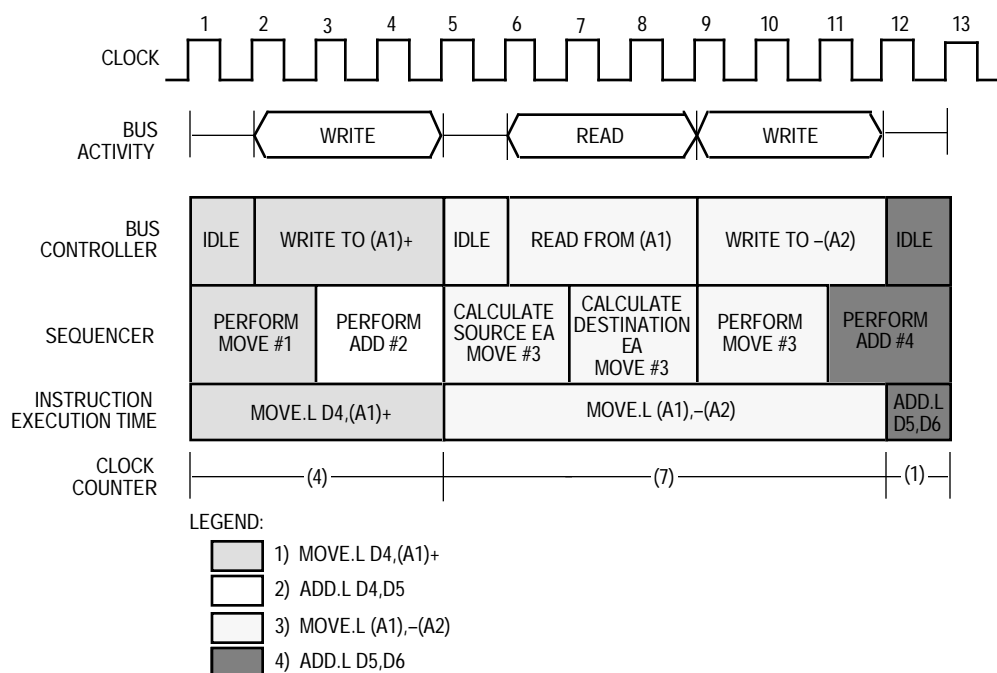 1 2 3 4 5 6 7 8 9 10 11 12 13
CLOCK
BUS
ACTIVITY
WRITE
READ
WRITE
BUS
CONTROLLER
IDLE
WRITE TO (A1)+
IDLE
READ FROM (A1)
WRITE TO –(A2)
IDLE
SEQUENCER
PERFORM
MOVE #1
PERFORM
ADD #2
CALCULATE
SOURCE EA
MOVE #3
CALCULATE
DESTINATION
EA
MOVE #3
PERFORM
MOVE #3
PERFORM
ADD #4
INSTRUCTION
EXECUTION TIME
MOVE.L D4,(A1)+
MOVE.L (A1),–(A2)
ADD.L
D5,D6
CLOCK
COUNTER
(4)
(7)
(1)
LEGEND:
1) MOVE.L D4,(A1)+
2) ADD.L D4,D5
3) MOVE.L (A1),–(A2)
4) ADD.L D5,D6